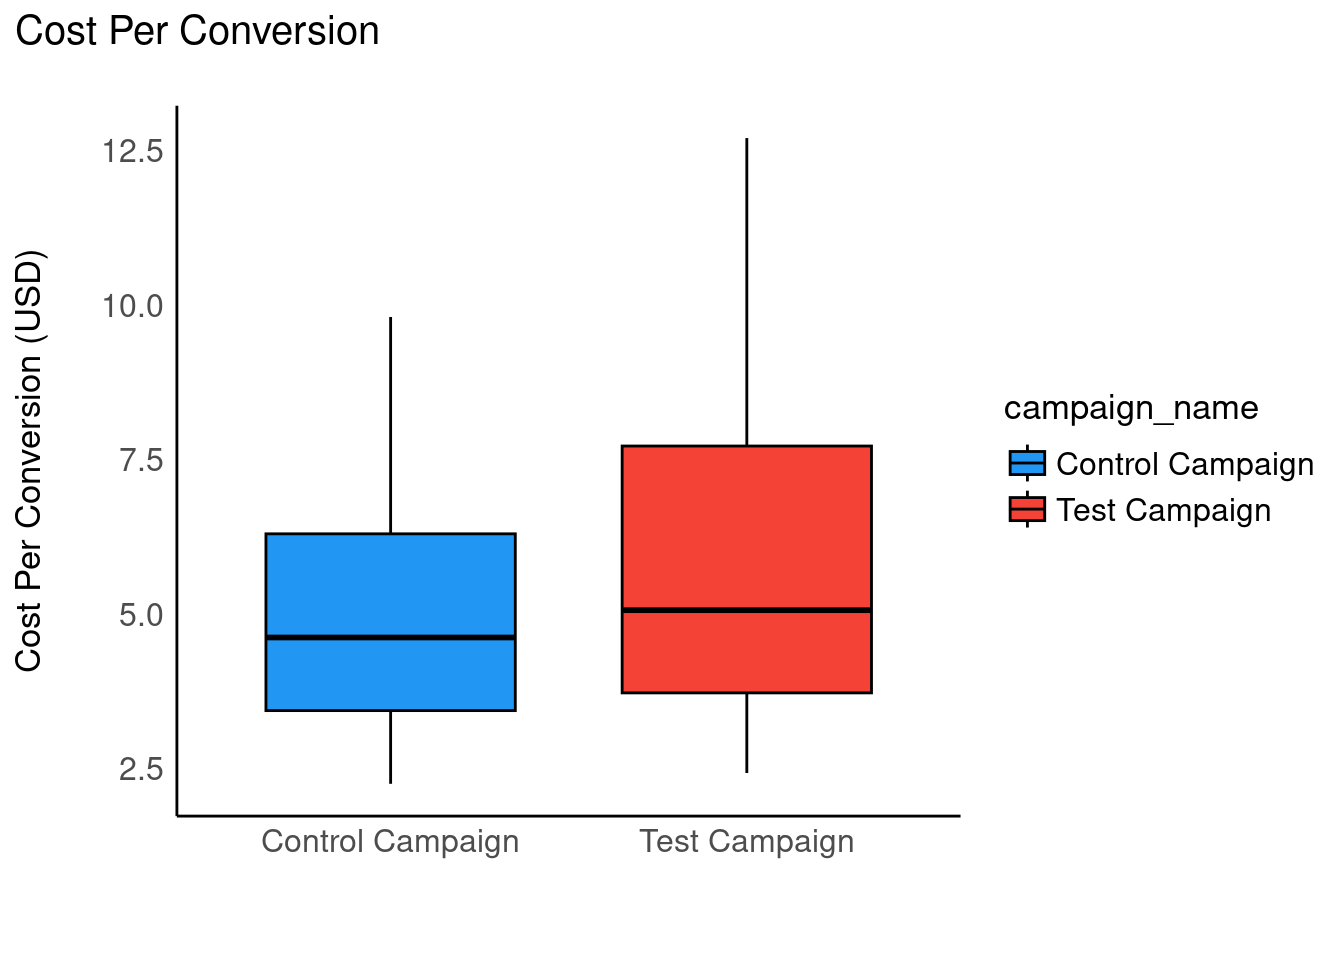 Cost Per Conversion
Cost Per Conversion (USD)
12.5
10.0
7.5
5.0
2.5
Control Campaign
Test Campaign
campaign_name
Control Campaign
Test Campaign